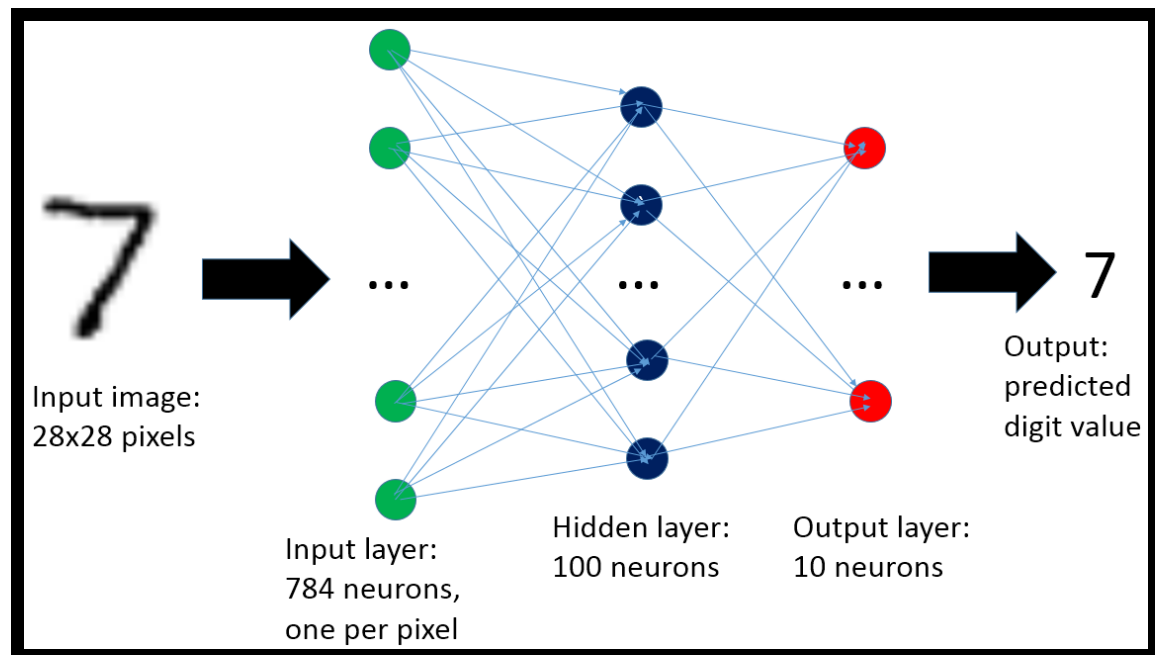 7
Input image:
28x28 pixels
...
Input layer:
784 neurons,
one per pixel
...
Hidden layer:
100 neurons
...
Output layer:
10 neurons
7
Output:
predicted
digit value